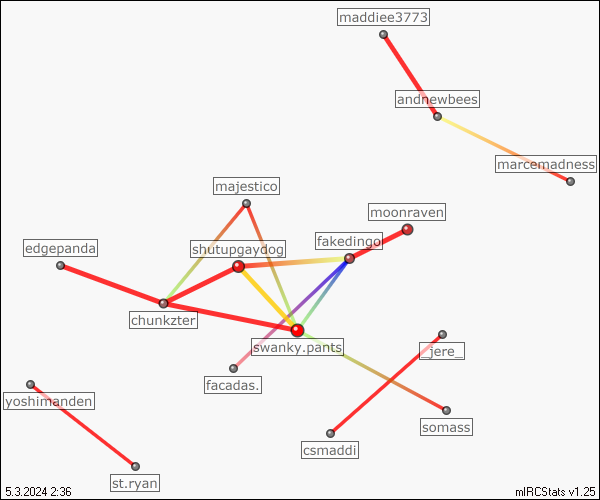 maddiee3773
andnewbees
marcemadness
majestico
moonraven
shutupgaydog
fakedingo
edgepanda
chunkzter
swanky.pants
_jere_
facadas.
yoshimanden
somass
csmaddi
st.ryan
5.3.2024 2:36
mIRCStats v1.25